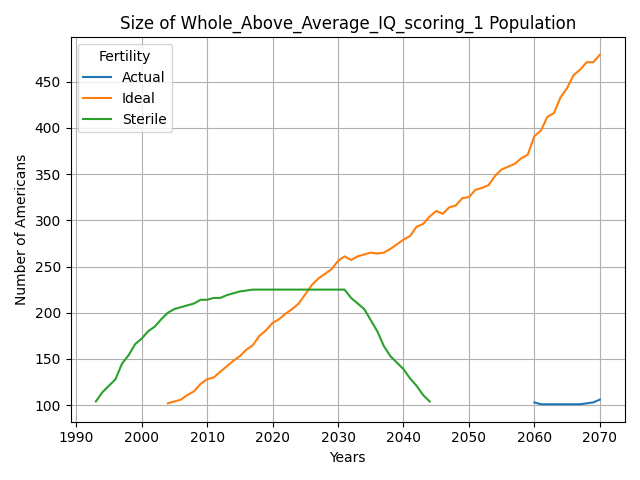 Size of Whole_Above_Average_IQ_scoring_1 Population
Fertility
Actual
Ideal
Sterile
Number of Americans
450
400
350
300
250
200
150
100
1990 2000 2010 2020 2030 2040 2050 2060 2070
Years